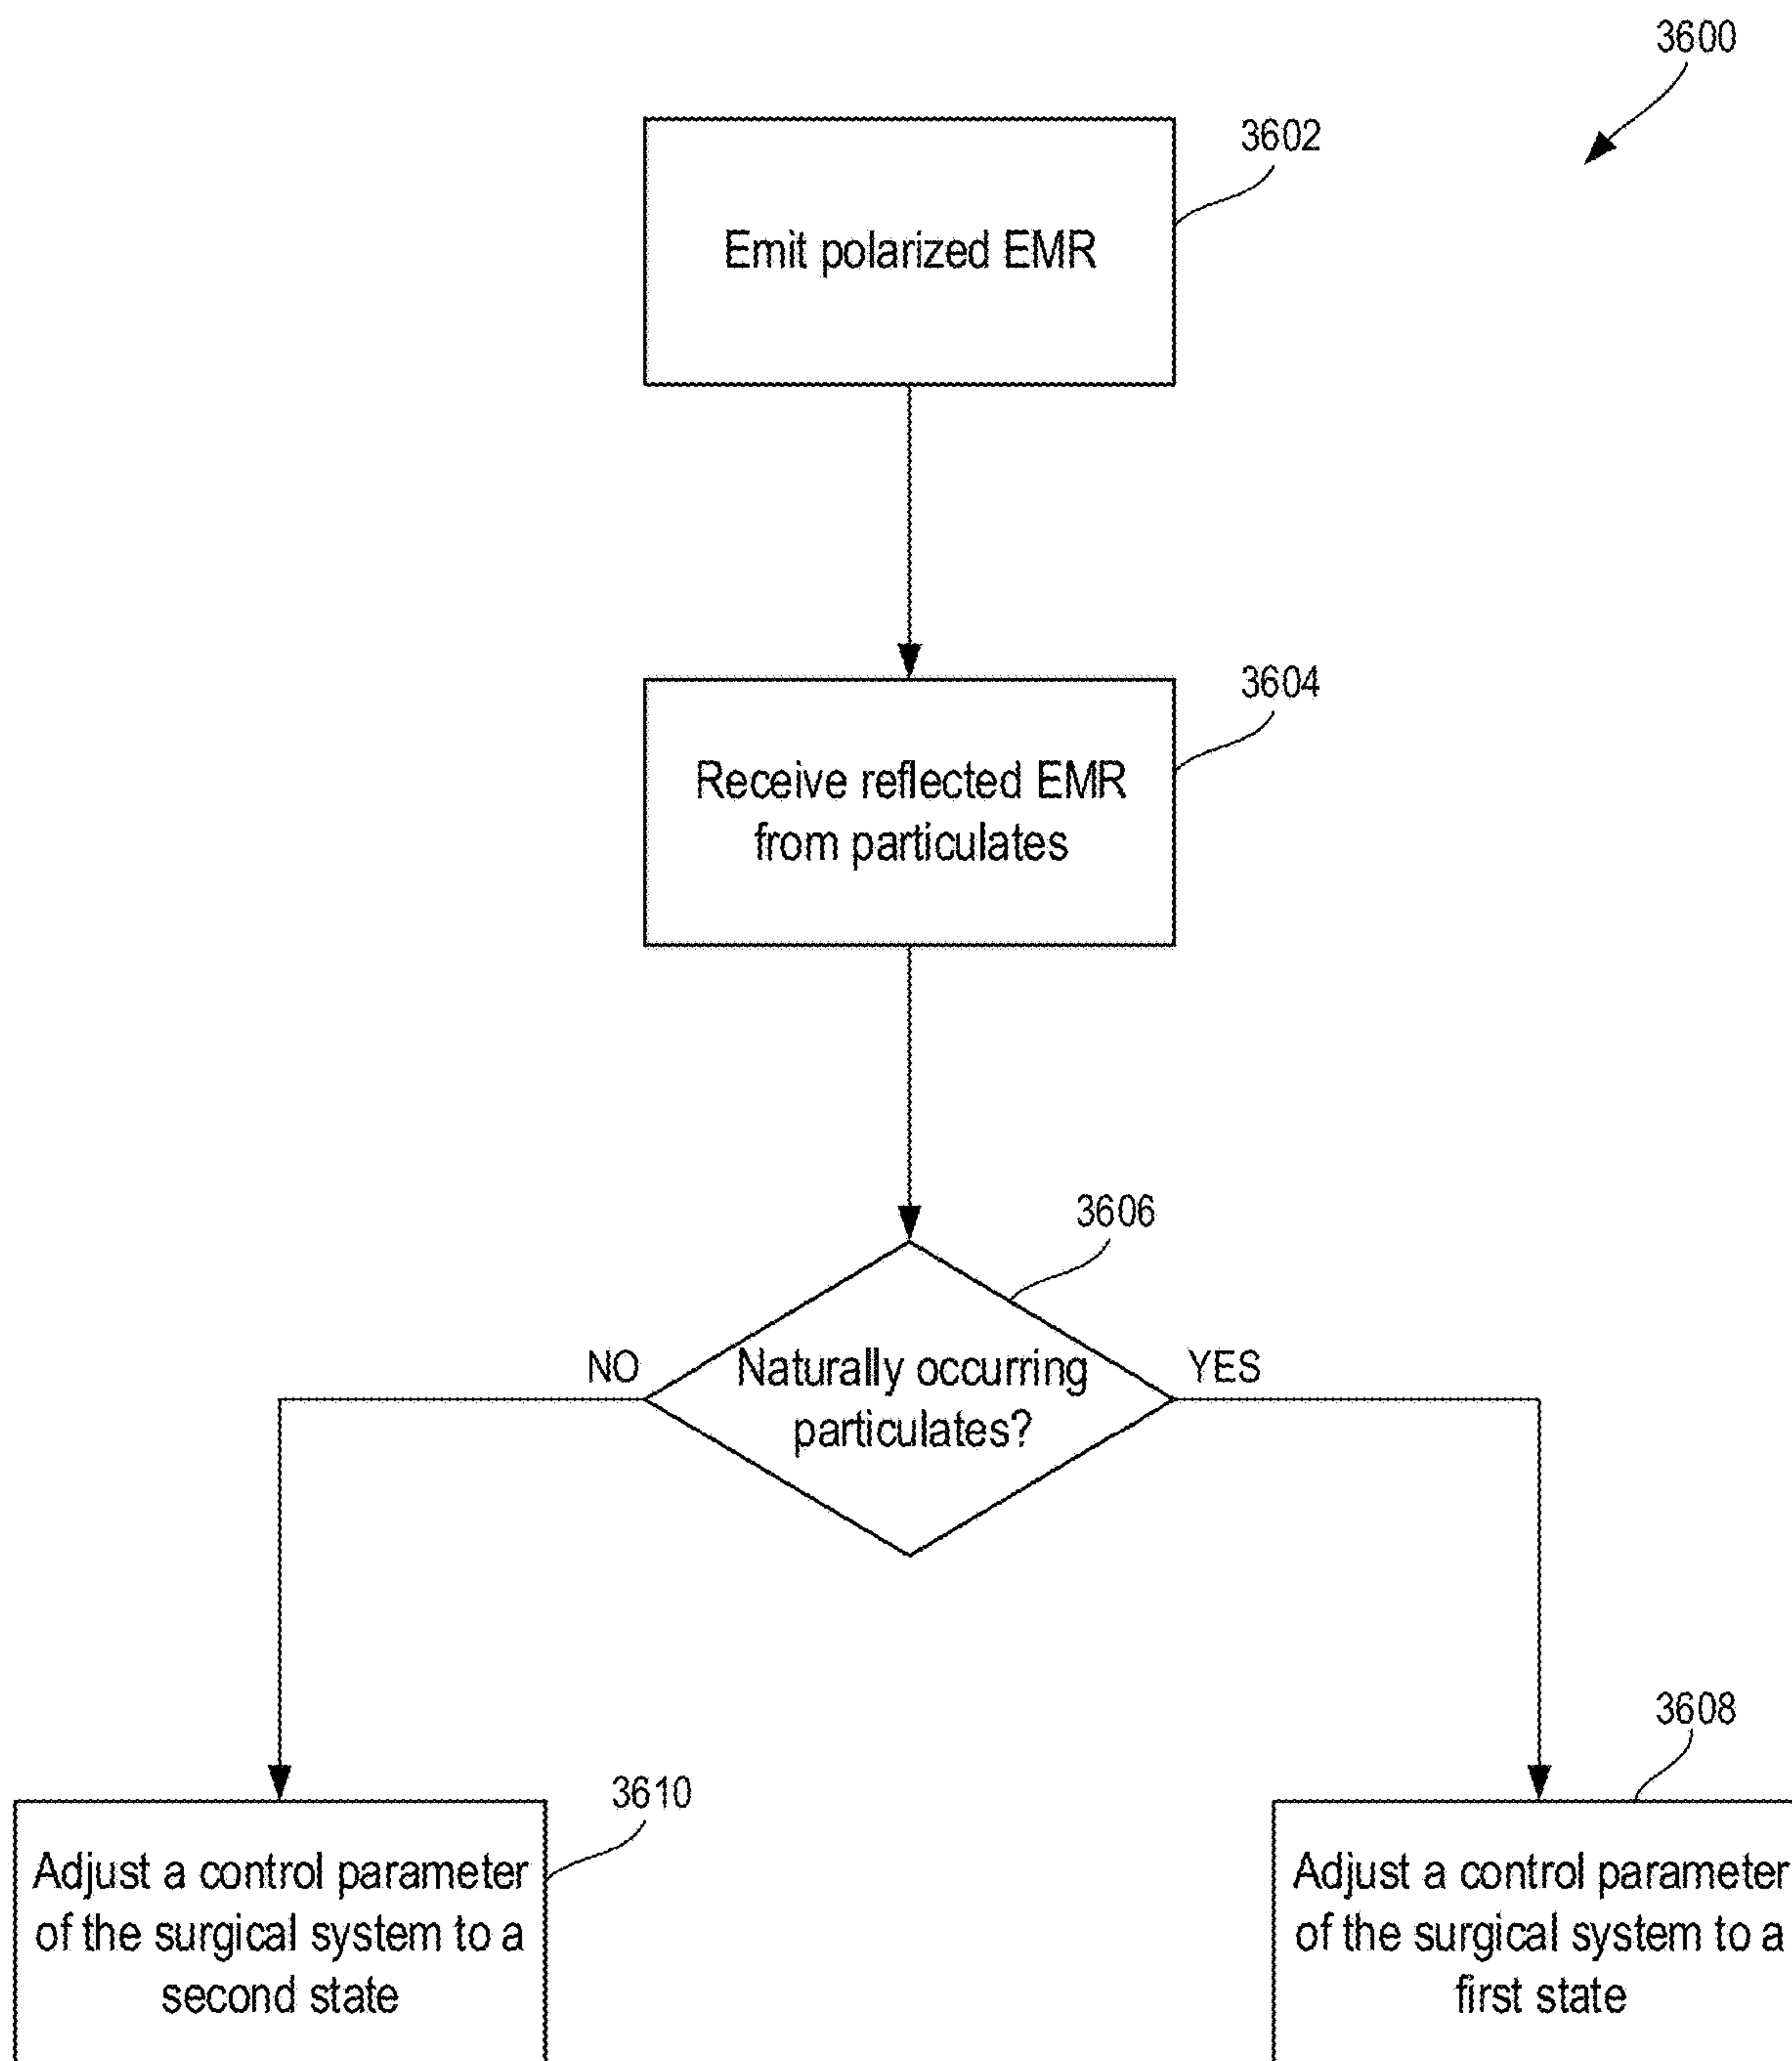 3600
3602
Emit polarized EMR
3604
Receive reflected EMR
from particulates
3606
NO
Naturally occurring
particulates?
YES
3610
Adjust a control parameter
of the surgical system to a
second state
3608
Adjust a control parameter
of the surgical system to a
first state